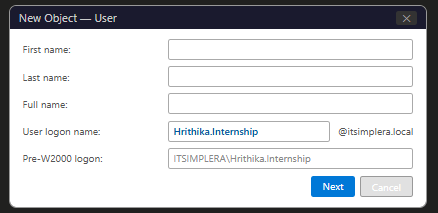 New Object — User
First name:
Last name:
Full name:
User logon name: Hrithika.Internship @itsimplera.local
Pre-W2000 logon: ITSIMPLERA\Hrithika.Internship
Next Cancel